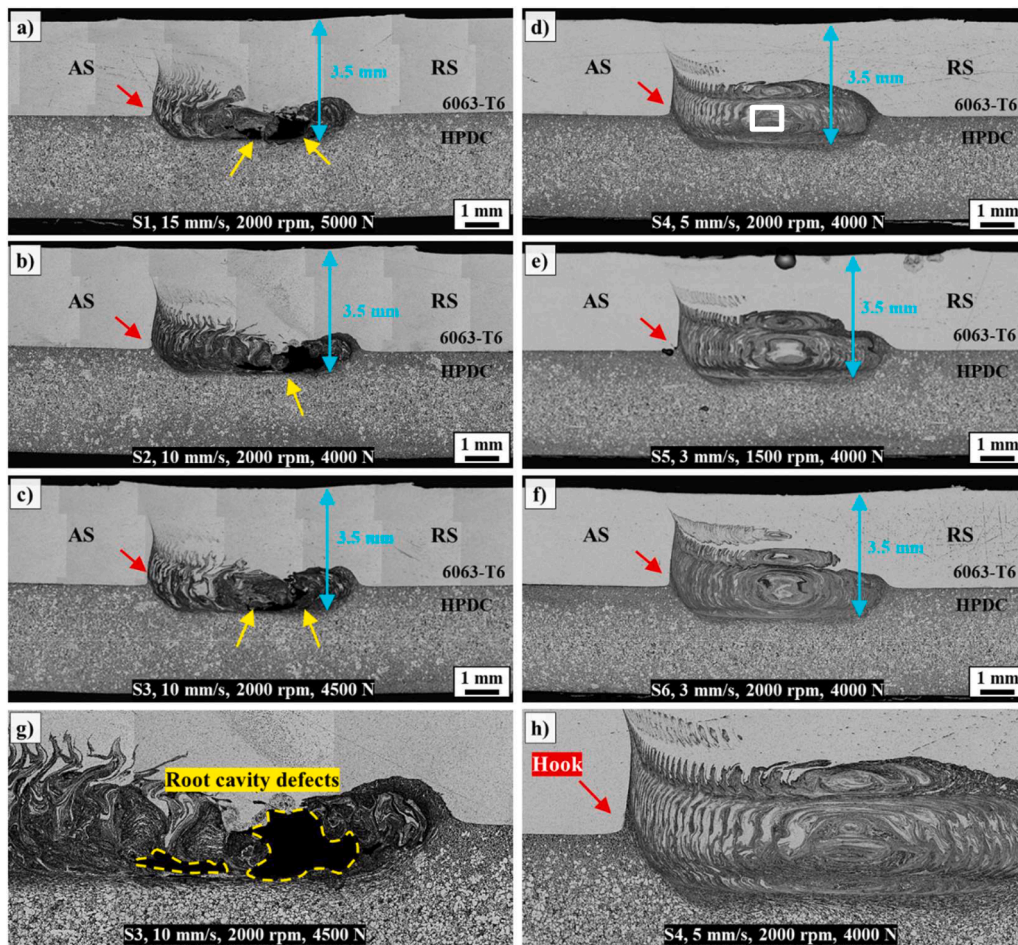 a)
AS
3.5 mm
RS
6063-T6
HPDC
S1, 15 mm/s, 2000 rpm, 5000 N
1 mm
b)
AS
3.5 mm
RS
6063-T6
HPDC
S2, 10 mm/s, 2000 rpm, 4000 N
1 mm
c)
AS
3.5 mm
RS
6063-T6
HPDC
S3, 10 mm/s, 2000 rpm, 4500 N
1 mm
d)
AS
3.5 mm
RS
6063-T6
HPDC
S4, 5 mm/s, 2000 rpm, 4000 N
1 mm
e)
AS
3.5 mm
RS
6063-T6
HPDC
S5, 3 mm/s, 1500 rpm, 4000 N
1 mm
f)
AS
3.5 mm
RS
6063-T6
HPDC
S6, 3 mm/s, 2000 rpm, 4000 N
1 mm
g)
Root cavity defects
S3, 10 mm/s, 2000 rpm, 4500 N
h)
Hook
S4, 5 mm/s, 2000 rpm, 4000 N